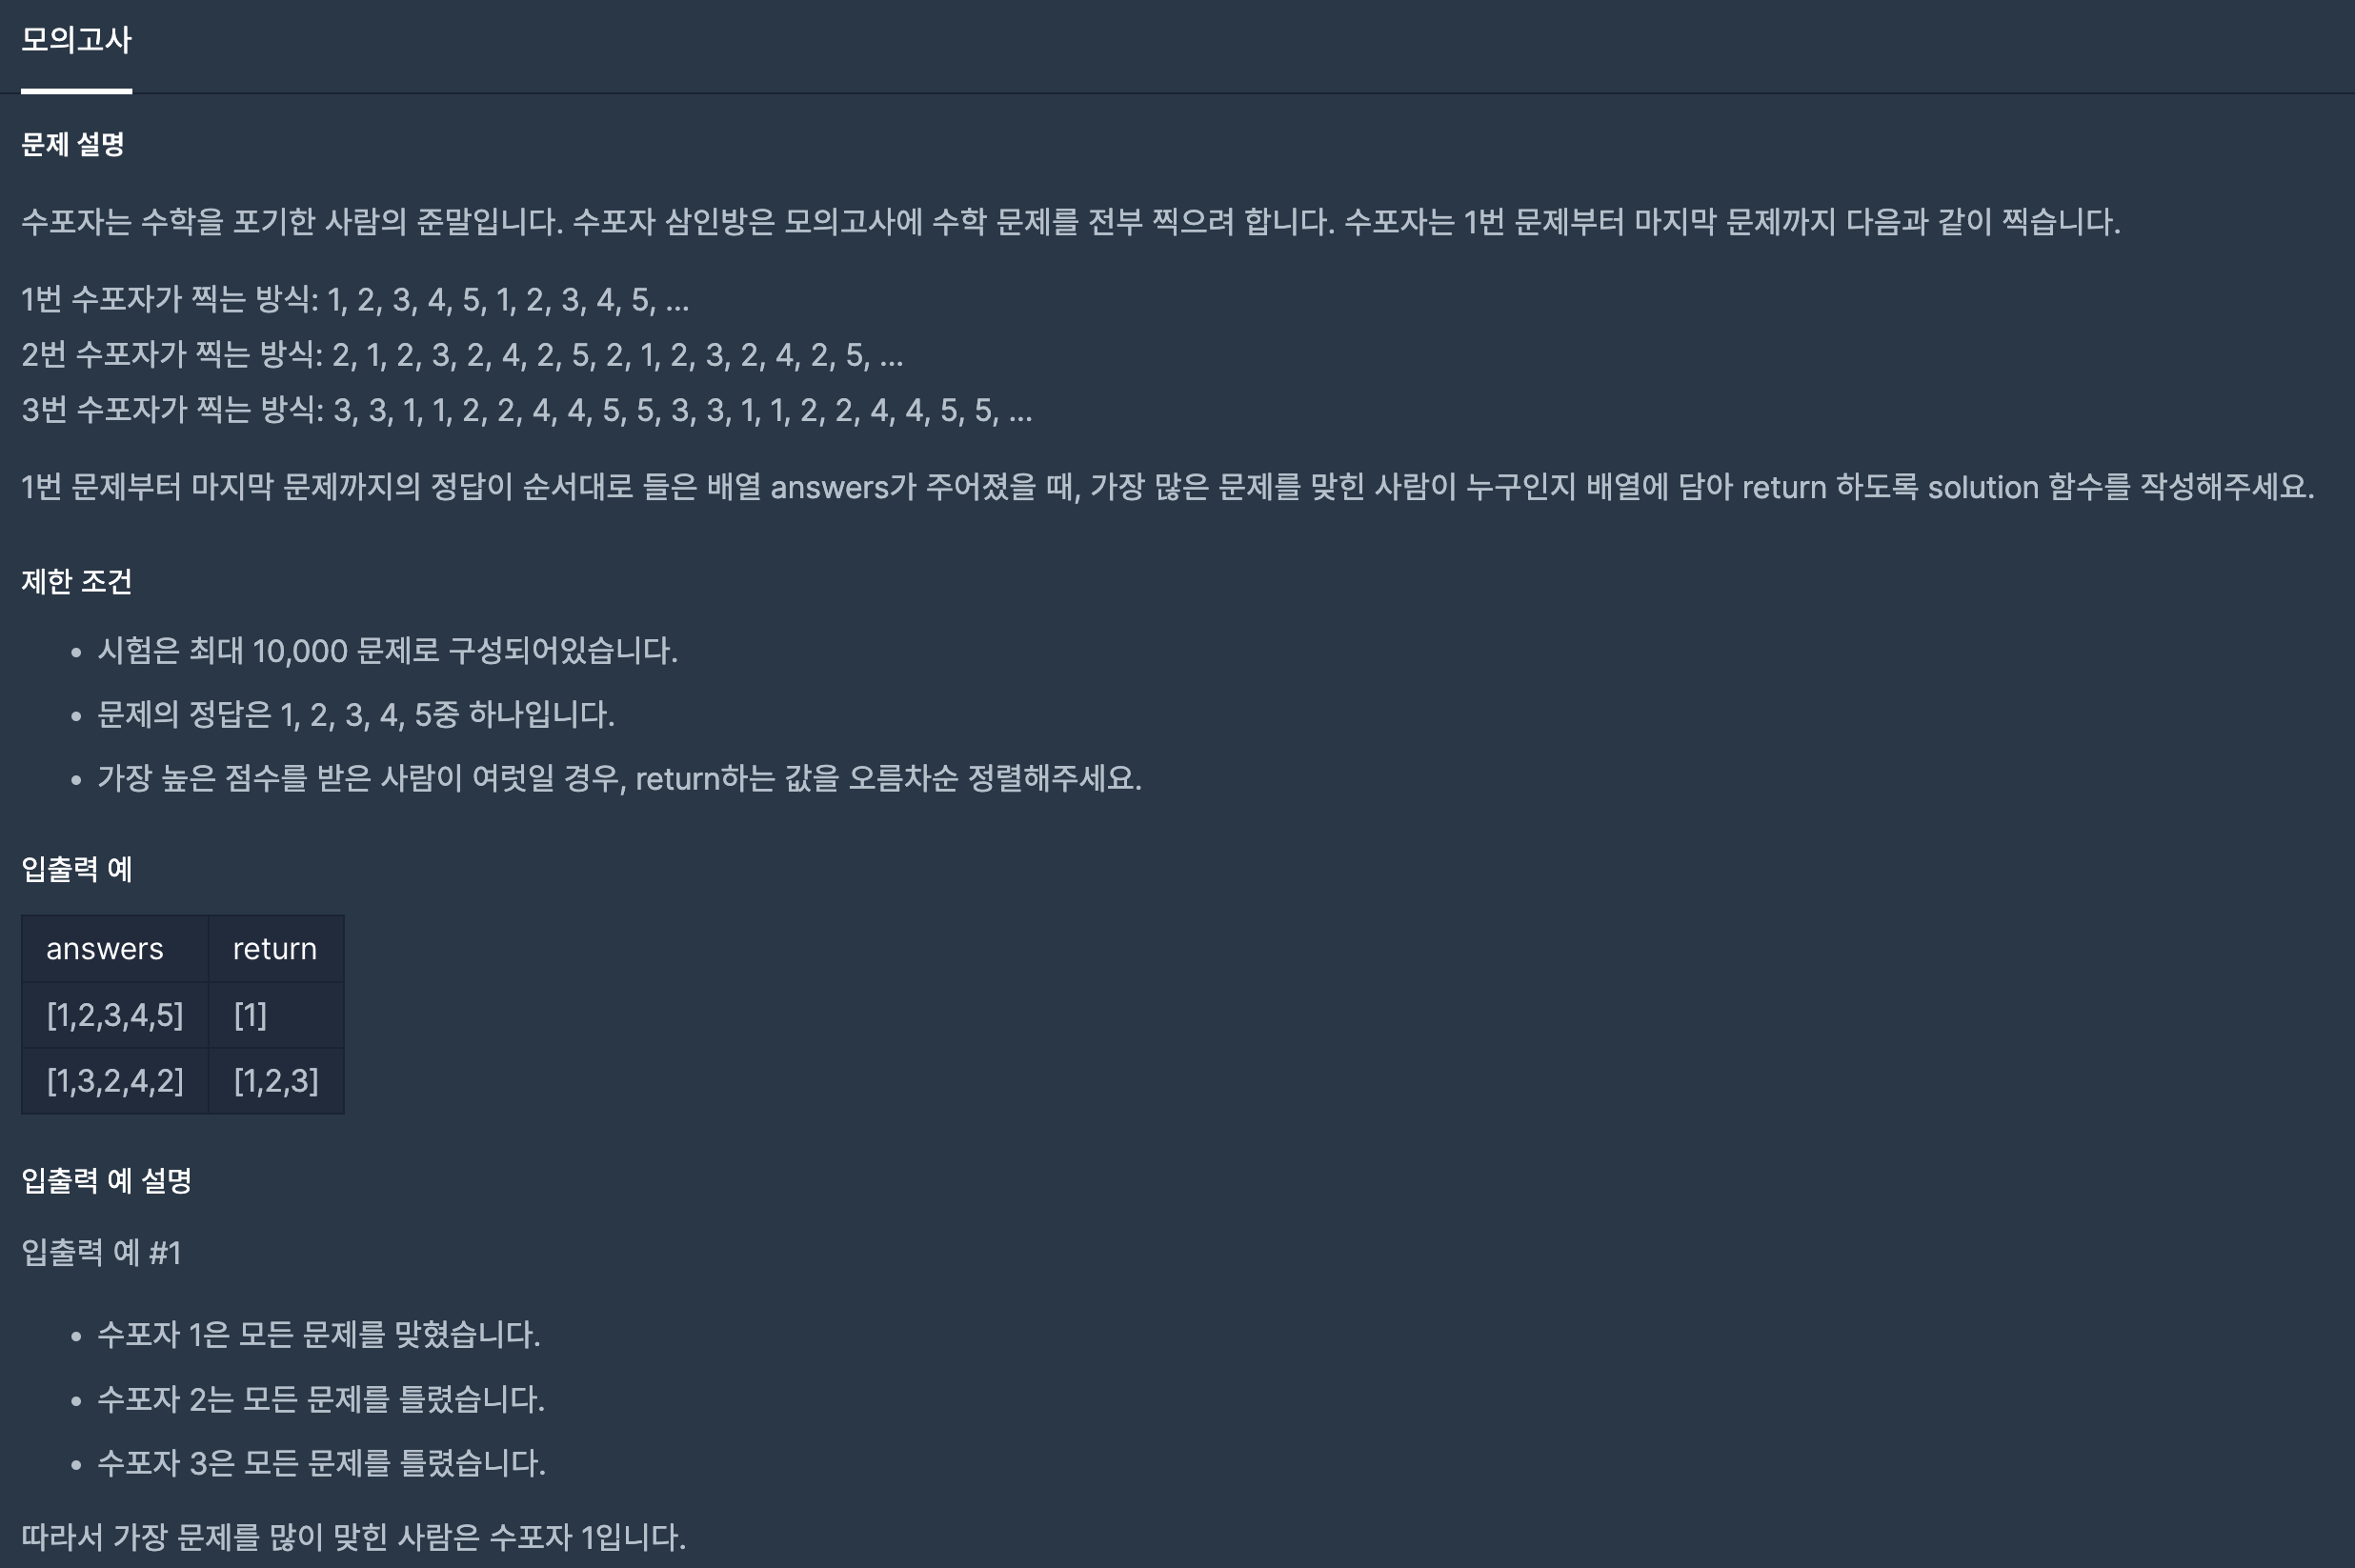 모의고사
문제 설명
수포자는 수학을 포기한 사람의 준말입니다. 수포자 삼인방은 모의고사에 수학 문제를 전부 찍으려 합니다. 수포자는 1번 문제부터 마지막 문제까지 다음과 같이 찍습니다.
1번 수포자가 찍는 방식: 1, 2, 3, 4, 5, 1, 2, 3, 4, 5, ...
2번 수포자가 찍는 방식: 2, 1, 2, 3, 2, 4, 2, 5, 2, 1, 2, 3, 2, 4, 2, 5, ...
3번 수포자가 찍는 방식: 3, 3, 1, 1, 2, 2, 4, 4, 5, 5, 3, 3, 1, 1, 2, 2, 4, 4, 5, 5, ...
1번 문제부터 마지막 문제까지의 정답이 순서대로 들은 배열 answers가 주어졌을 때, 가장 많은 문제를 맞힌 사람이 누구인지 배열에 담아 return 하도록 solution 함수를 작성해주세요.
제한 조건
• 시험은 최대 10,000 문제로 구성되어있습니다.
• 문제의 정답은 1, 2, 3, 4, 5중 하나입니다.
• 가장 높은 점수를 받은 사람이 여럿일 경우, return하는 값을 오름차순 정렬해주세요.
입출력 예
answers return
[1,2,3,4,5] [1]
[1,3,2,4,2] [1,2,3]
입출력 예 설명
입출력 예 #1
• 수포자 1은 모든 문제를 맞혔습니다.
• 수포자 2는 모든 문제를 틀렸습니다.
• 수포자 3은 모든 문제를 틀렸습니다.
따라서 가장 문제를 많이 맞힌 사람은 수포자 1입니다.